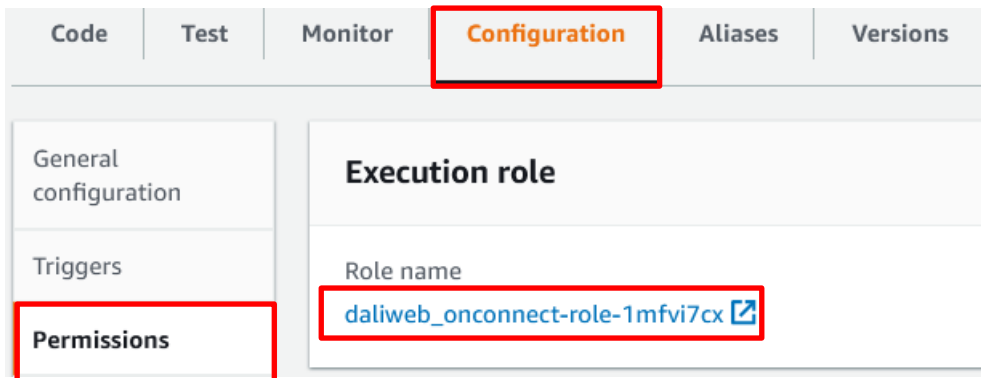 Code Test Monitor Configuration Aliases Versions
General
configuration
Triggers
Permissions
Execution role
Role name
daliweb_onconnect-role-1mfvi7cx